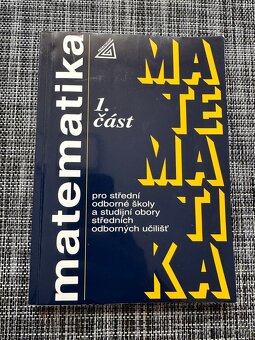 matematika
1.
část
pro střední
odborné školy
a studijní obory
středních
odborných učilišť
MA
TE
MA
TI
KA